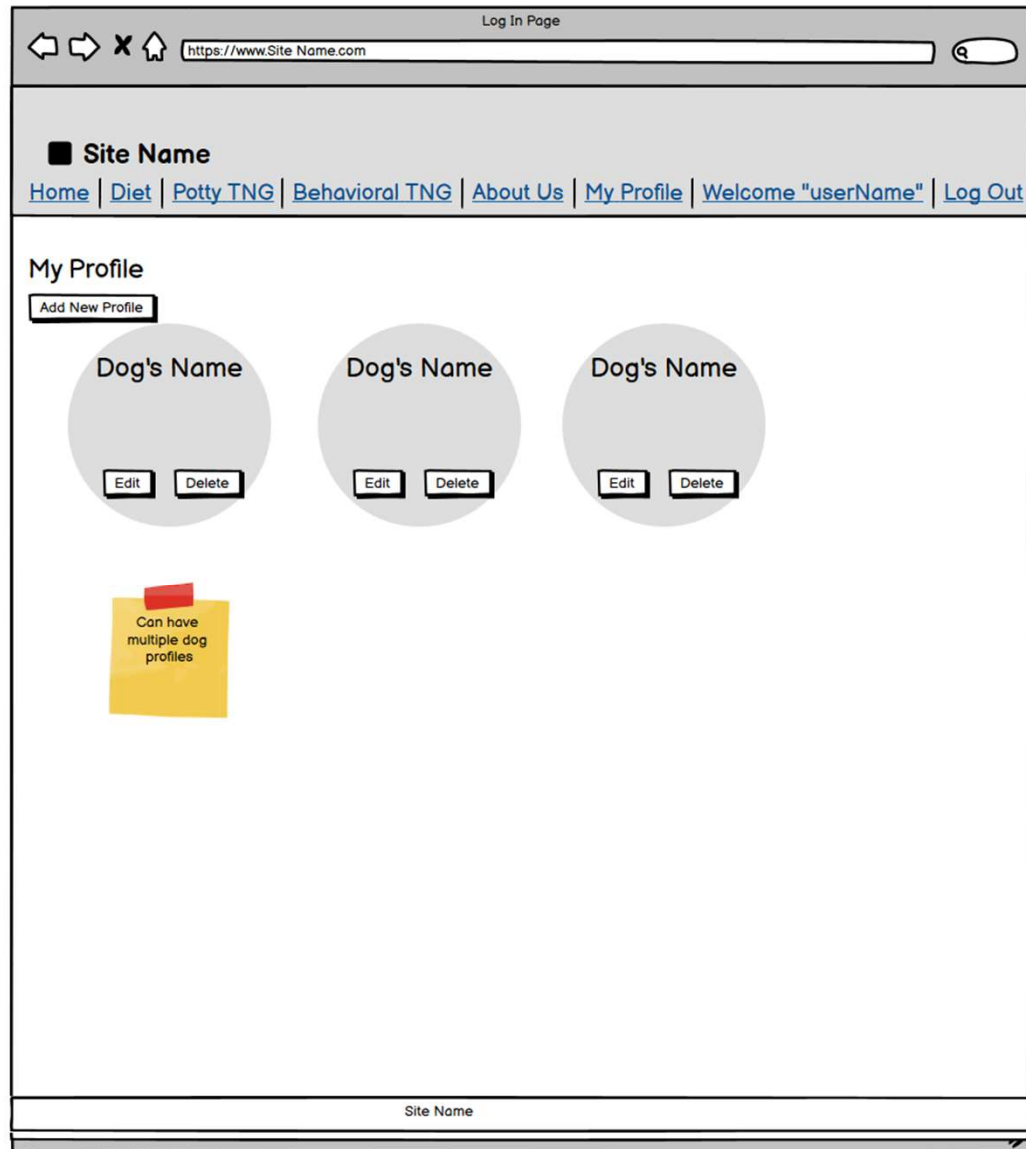 Log In Page
https://www.Site Name.com
Site Name
Home | Diet | Potty TNG | Behavioral TNG | About Us | My Profile | Welcome "userName" | Log Out
My Profile
Add New Profile
Dog's Name Dog's Name Dog's Name
Edit Delete Edit Delete Edit Delete
Can have
multiple dog
profiles
Site Name